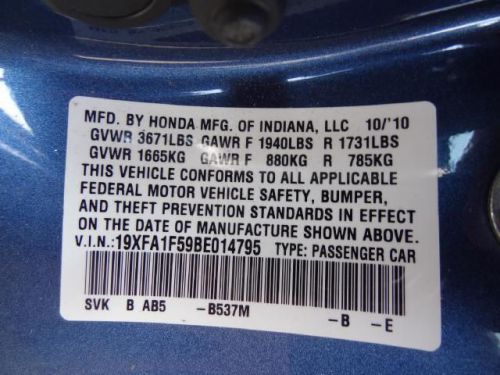 MFD. BY HONDA MFG. OF INDIANA, LLC 10/'10
GVWR 3671LBS GAWR F 1940LBS R 1731LBS
GVWR 1665KG GAWR F 880KG R 785KG
THIS VEHICLE CONFORMS TO ALL APPLICABLE
FEDERAL MOTOR VEHICLE SAFETY, BUMPER,
AND THEFT PREVENTION STANDARDS IN EFFECT
ON THE DATE OF MANUFACTURE SHOWN ABOVE.
V.I.N.:19XFA1F59BE014795 TYPE: PASSENGER CAR
SVK B AB5 -B537M -B -E